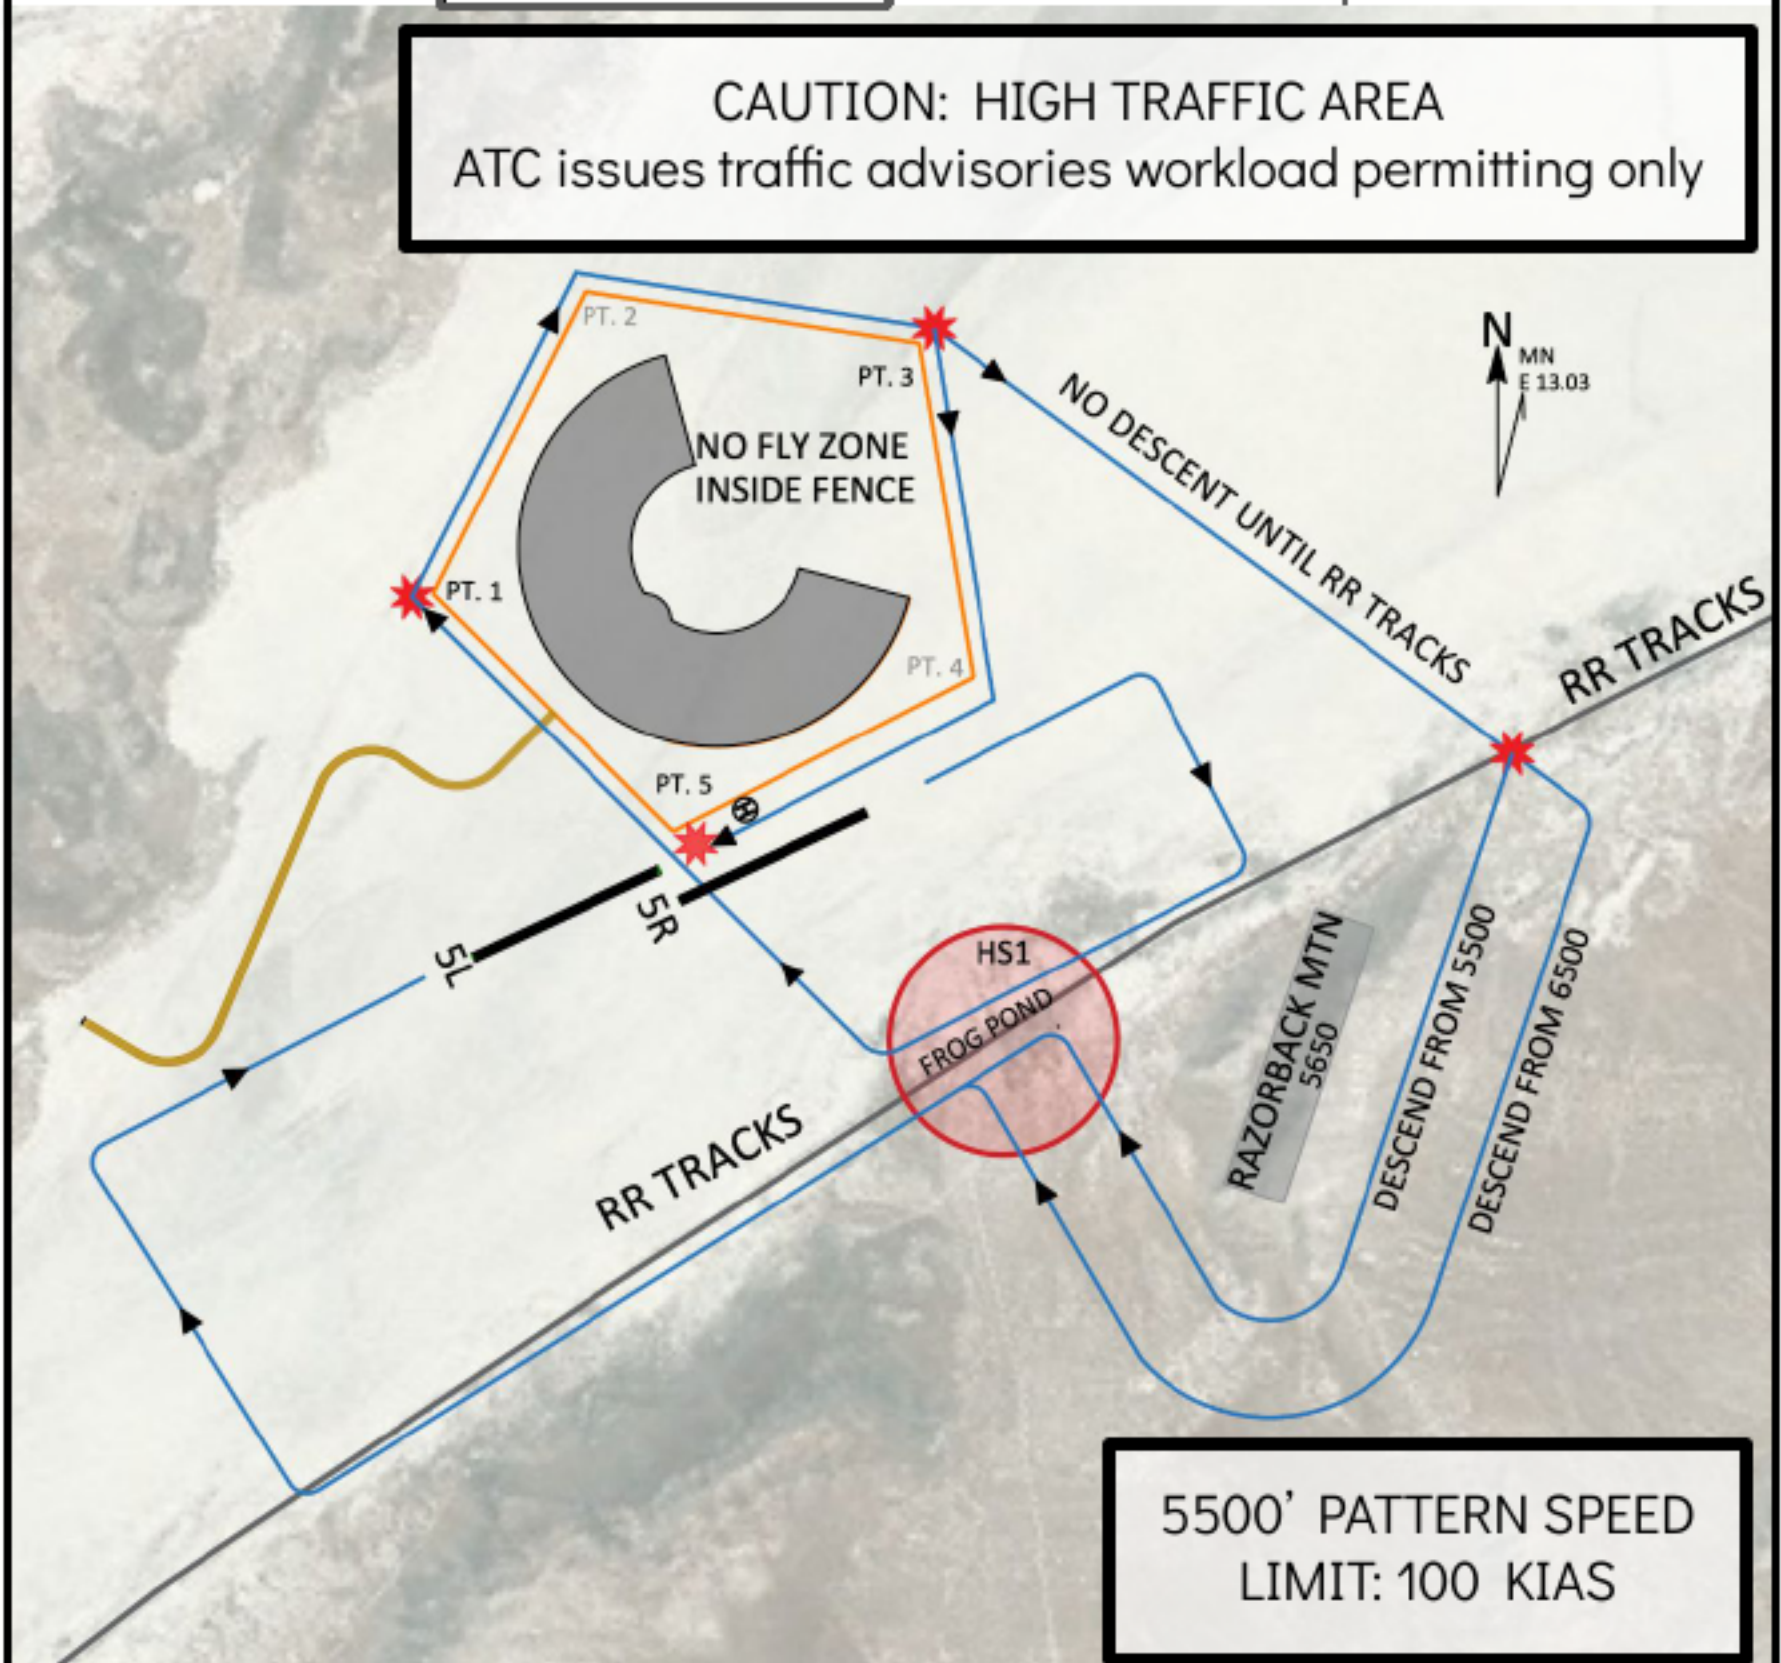 CAUTION: HIGH TRAFFIC AREA
ATC issues traffic advisories workload permitting only
PT. 2
N
MN
E 13.03
PT. 3
NO DESCENT UNTIL RR TRACKS
NO FLY ZONE
INSIDE FENCE
PT. 1
RR TRACKS
PT. 4
PT. 5
H
5R
5L
HS1
FROG POND
RAZORBACK MTN
5650
DESCEND FROM 5500
DESCEND FROM 6500
RR TRACKS
5500’ PATTERN SPEED
LIMIT: 100 KIAS